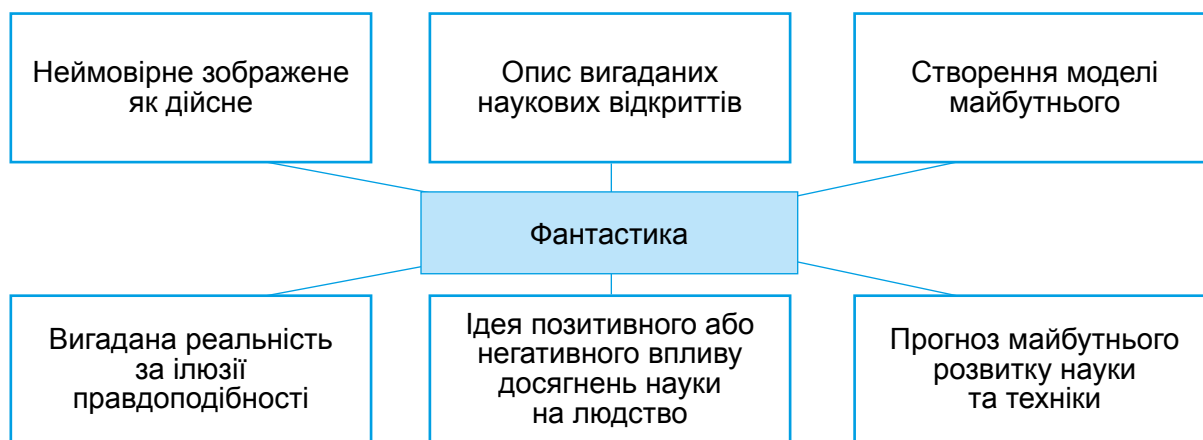 Неймовірне зображене
як дійсне
Опис вигаданих
наукових відкриттів
Створення моделі
майбутнього
Фантастика
Вигадана реальність
за ілюзії
правдоподібності
Ідея позитивного або
негативного впливу
досягнень науки
на людство
Прогноз майбутнього
розвитку науки
та техніки